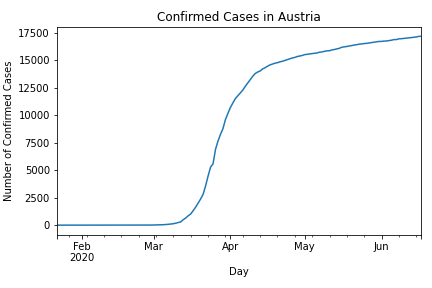 Confirmed Cases in Austria
Number of Confirmed Cases
17500
15000
12500
10000
7500
5000
2500
0
Feb
2020
Mar
Apr
May
Jun
Day